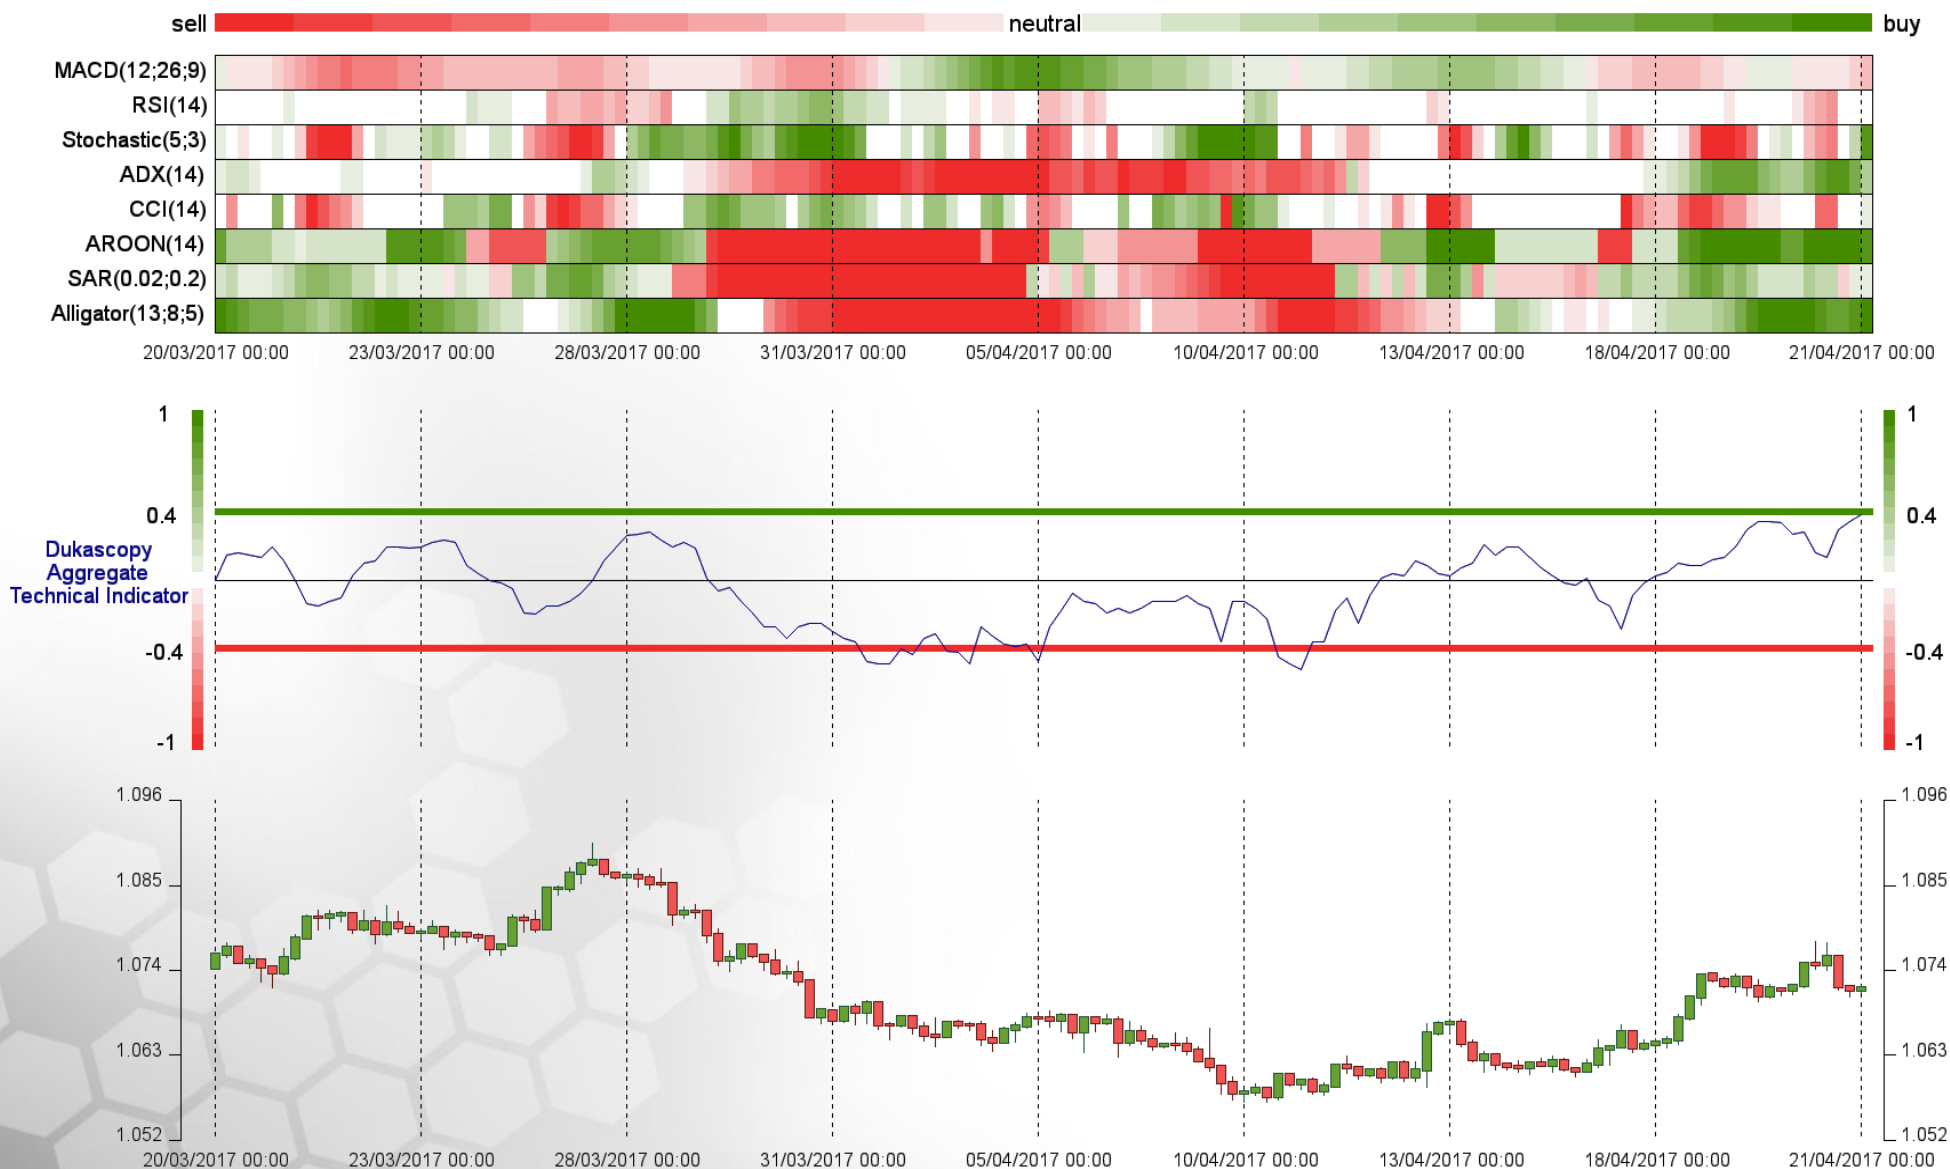 sell neutral buy
MACD(12;26;9)
RSI(14)
Stochastic(5;3)
ADX(14)
CCI(14)
AROON(14)
SAR(0.02;0.2)
Alligator(13;8;5)
20/03/2017 00:00 23/03/2017 00:00 28/03/2017 00:00 31/03/2017 00:00 05/04/2017 00:00 10/04/2017 00:00 13/04/2017 00:00 18/04/2017 00:00 21/04/2017 00:00
1 1
0.4 0.4
Dukascopy
Aggregate
Technical Indicator
-0.4 -0.4
-1 -1
1.096 1.096
1.085 1.085
1.074 1.074
1.063 1.063
1.052 1.052
20/03/2017 00:00 23/03/2017 00:00 28/03/2017 00:00 31/03/2017 00:00 05/04/2017 00:00 10/04/2017 00:00 13/04/2017 00:00 18/04/2017 00:00 21/04/2017 00:00